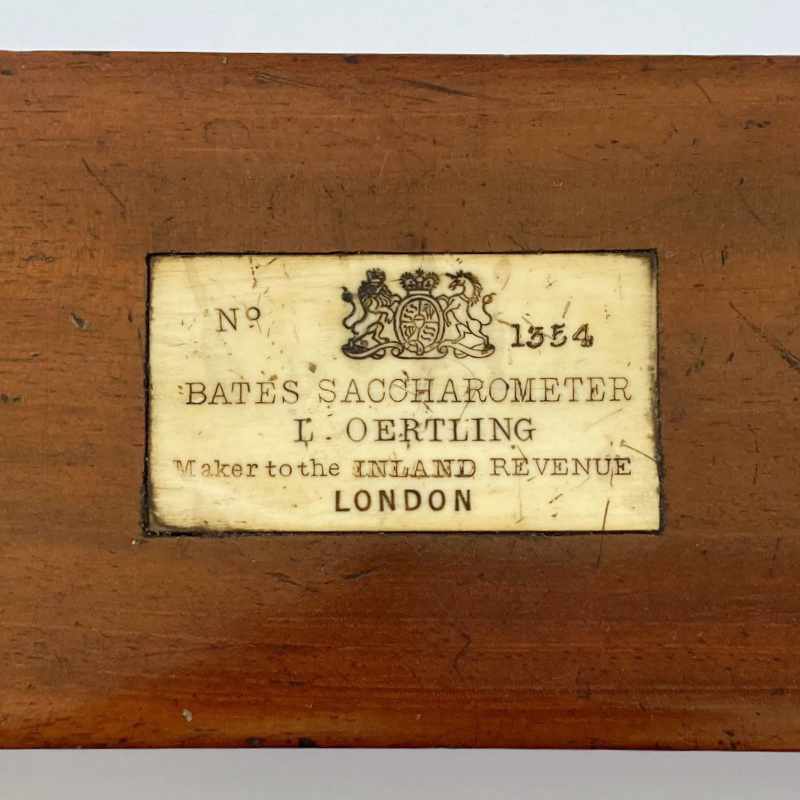 Nº 1354
BATES SACCHAROMETER
L. OERTLING
Maker to the INLAND REVENUE
LONDON